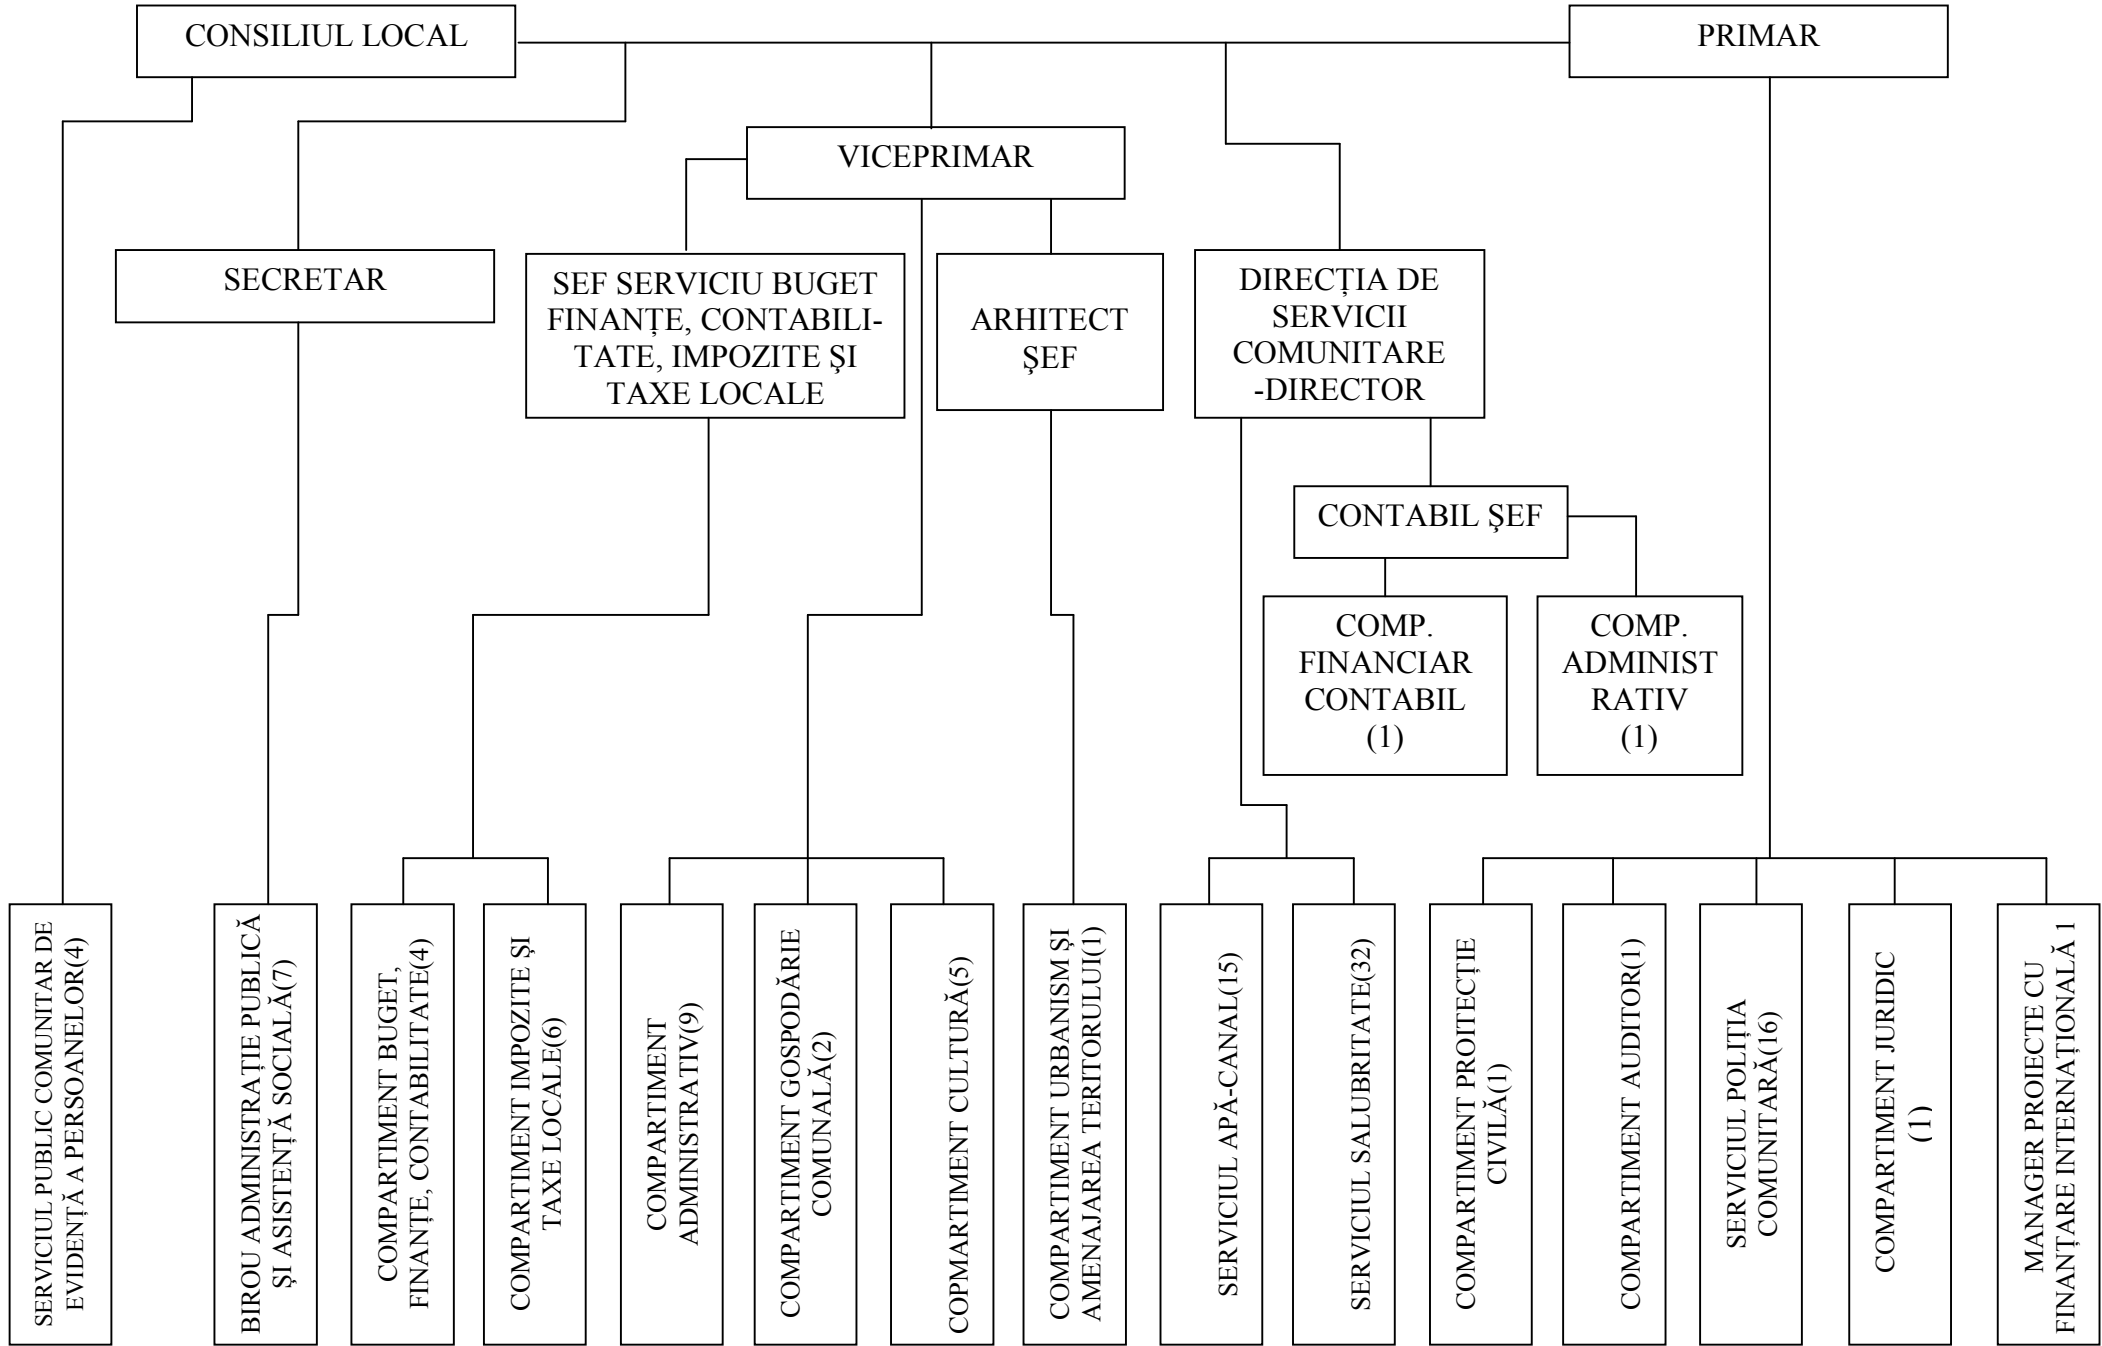 CONSILIUL LOCAL
PRIMAR
VICEPRIMAR
SECRETAR
SEF SERVICIU BUGET
FINANȚE, CONTABILI-
TATE, IMPOZITE ŞI
TAXE LOCALE
ARHITECT
ŞEF
DIRECȚIA DE
SERVICII
COMUNITARE
-DIRECTOR
CONTABIL ŞEF
COMP.
FINANCIAR
CONTABIL
(1)
COMP.
ADMINIST
RATIV
(1)
SERVICIUL PUBLIC COMUNITAR DE
EVIDENȚĂ A PERSOANELOR(4)
BIROU ADMINISTRAȚIE PUBLICĂ
ŞI ASISTENȚĂ SOCIALĂ(7)
COMPARTIMENT BUGET,
FINANȚE, CONTABILITATE(4)
COMPARTIMENT IMPOZITE ŞI
TAXE LOCALE(6)
COMPARTIMENT
ADMINISTRATIV(9)
COMPARTIMENT GOSPODĂRIE
COMUNALĂ(2)
COPMARTIMENT CULTURĂ(5)
COMPARTIMENT URBANISM ŞI
AMENAJAREA TERITORULUI(1)
SERVICIUL APĂ-CANAL(15)
SERVICIUL SALUBRITATE(32)
COMPARTIMENT PROITECȚIE
CIVILĂ(1)
COMPARTIMENT AUDITOR(1)
SERVICIUL POLIȚIA
COMUNITARĂ(16)
COMPARTIMENT JURIDIC
(1)
MANAGER PROIECTE CU
FINANȚARE INTERNAȚIONALĂ 1